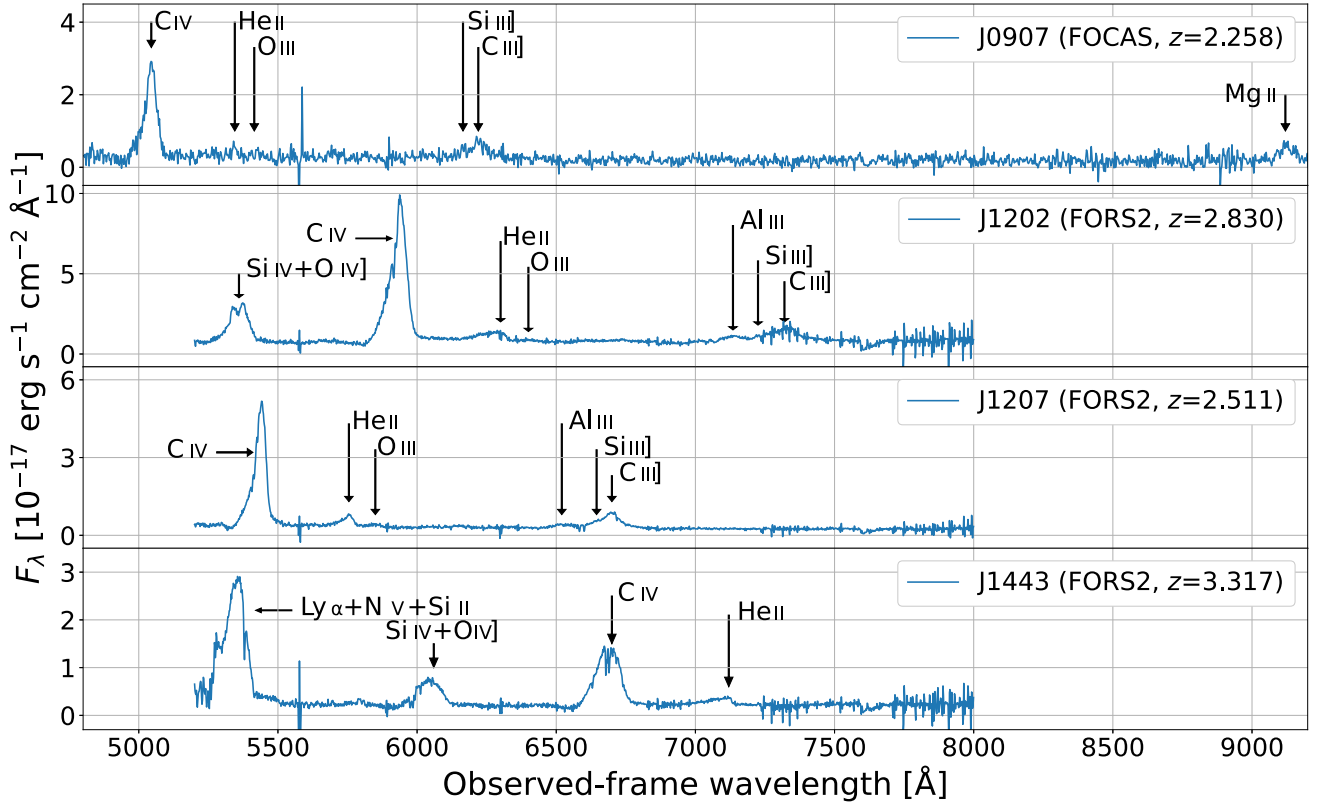 C IV
He II
O III
Si III]
C III]
Mg II
J0907 (FOCAS, z=2.258)
4
2
0
Si IV+O IV]
C IV
He II
O III
Al III
Si III]
C III]
J1202 (FORS2, z=2.830)
10
5
0
C IV
He II
O III
Al III
Si III]
C III]
J1207 (FORS2, z=2.511)
6
3
0
Ly α+N V+Si II
Si IV+O IV]
C IV
He II
J1443 (FORS2, z=3.317)
3
2
1
0
5000 5500 6000 6500 7000 7500 8000 8500 9000
Observed-frame wavelength [Å]
Fλ [10⁻¹⁷ erg s⁻¹ cm⁻² Å⁻¹]